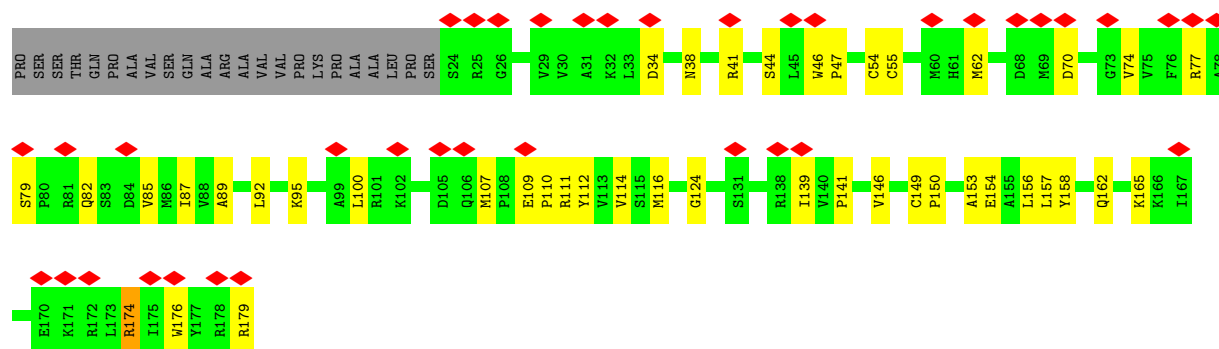 PRO SER SER THR GLN PRO ALA VAL SER GLN ALA ARG ALA VAL VAL PRO LYS PRO ALA ALA LEU PRO SER S24 R25 G26 V29 V30 A31 K32 L33 D34 N38 R41 S44 L45 W46 P47 C54 C55 M60 H61 M62 D68 M69 D70 G73 V74 V75 F76 R77 A78
S79 P80 R81 Q82 S83 D84 V85 M86 I87 V88 A89 L92 K95 A99 L100 R101 K102 D105 Q106 M107 P108 E109 P110 R111 Y112 V113 V114 S115 M116 G124 S131 R138 I139 V140 P141 V146 C149 P150 A153 E154 A155 L156 L157 Y158 Q162 K165 K166 I167
E170 K171 R172 L173 R174 I175 W176 Y177 R178 R179